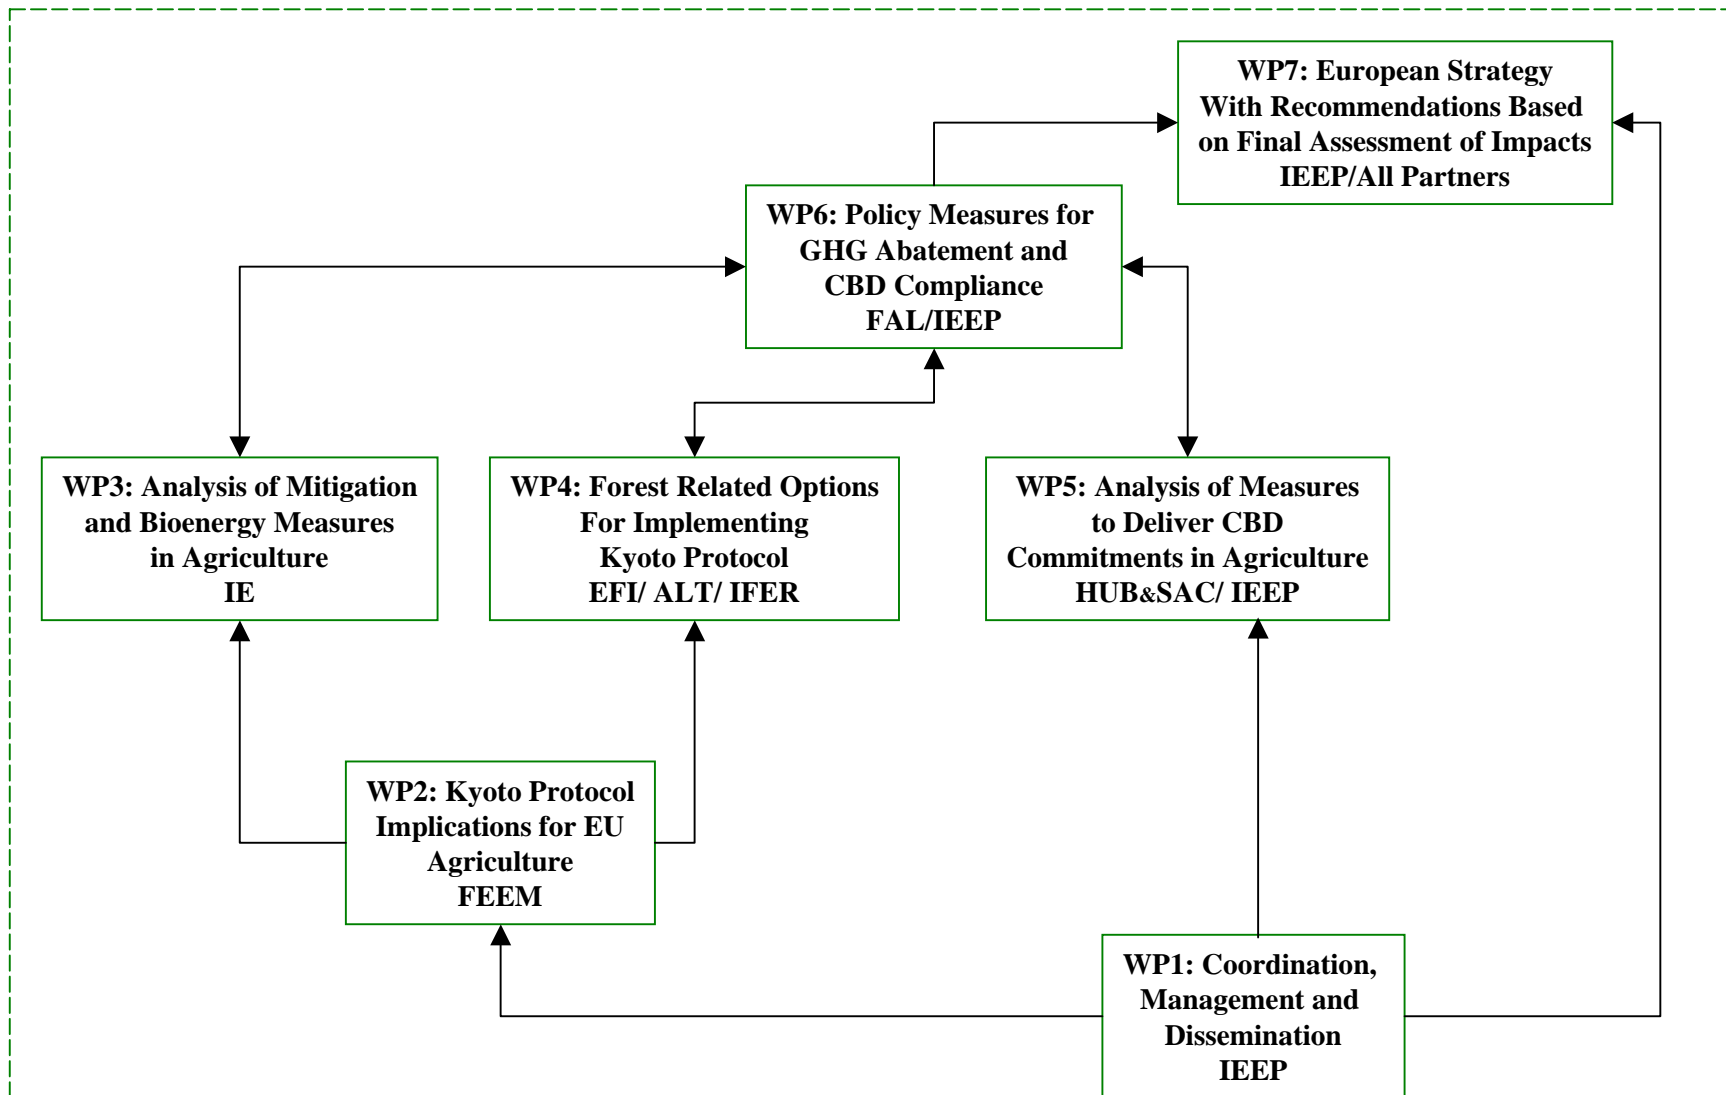 WP7: European Strategy
With Recommendations Based
on Final Assessment of Impacts
IEEP/All Partners
WP6: Policy Measures for
GHG Abatement and
CBD Compliance
FAL/IEEP
WP3: Analysis of Mitigation
and Bioenergy Measures
in Agriculture
IE
WP4: Forest Related Options
For Implementing
Kyoto Protocol
EFI/ ALT/ IFER
WP5: Analysis of Measures
to Deliver CBD
Commitments in Agriculture
HUB&SAC/ IEEP
WP2: Kyoto Protocol
Implications for EU
Agriculture
FEEM
WP1: Coordination,
Management and
Dissemination
IEEP